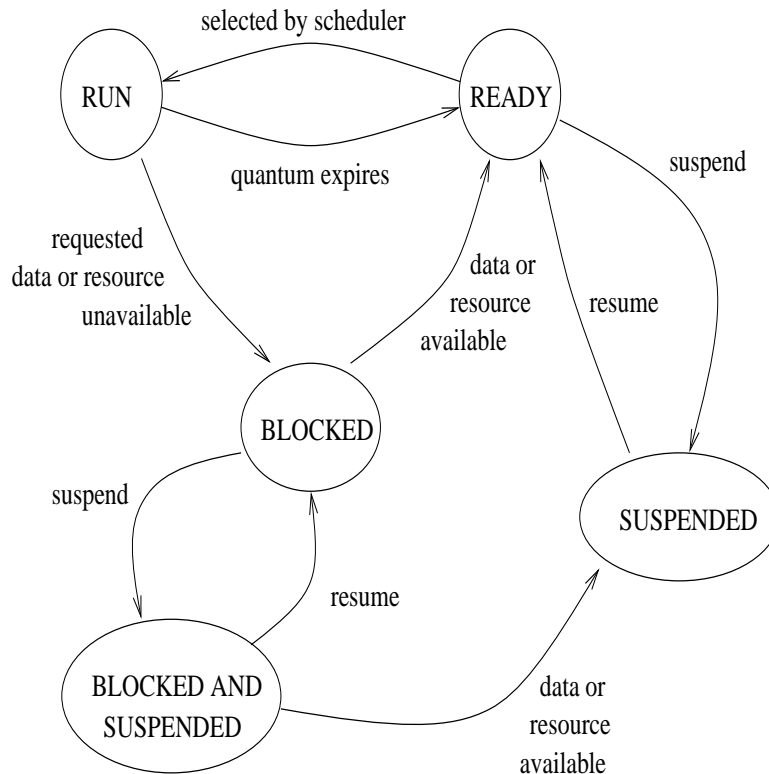 selected by scheduler
RUN
READY
quantum expires
suspend
requested
data or resource
unavailable
data or
resource
available
resume
BLOCKED
suspend
SUSPENDED
resume
BLOCKED AND
SUSPENDED
data or
resource
available